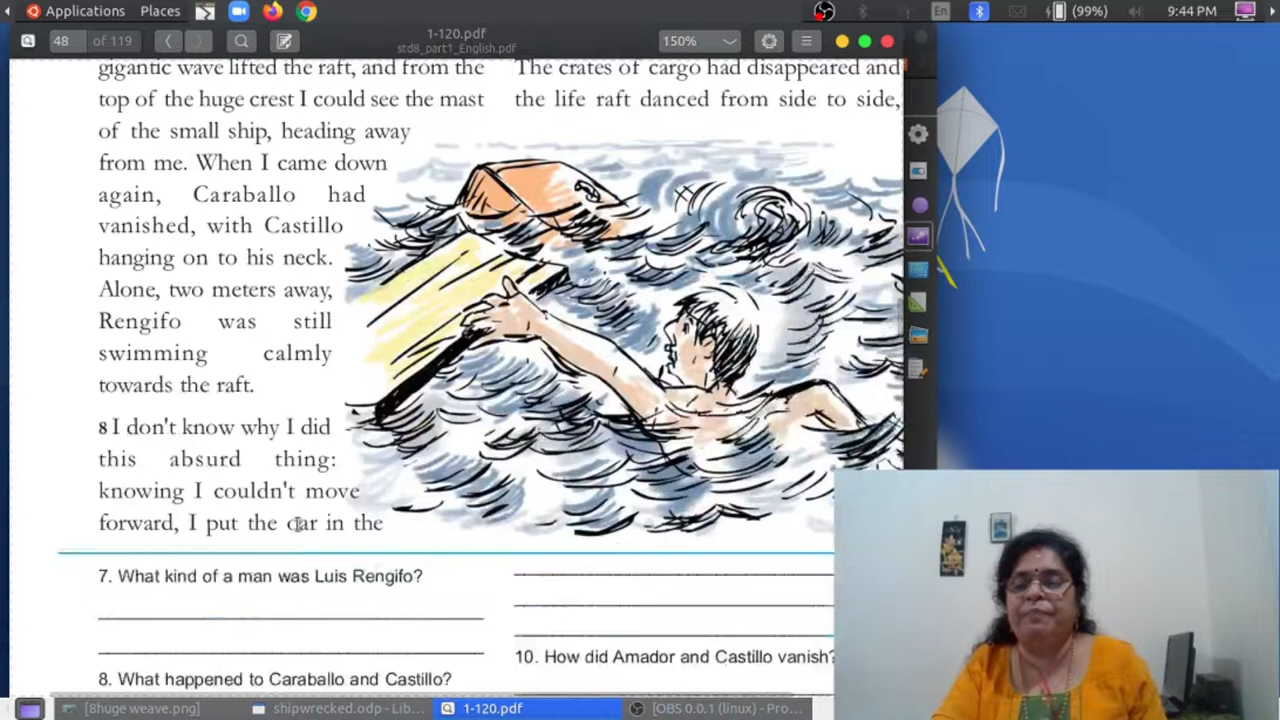 Applications Places En (99%) 9:44 PM
48 of 119 1-120.pdf 150%
std8_part1_English.pdf
gigantic wave lifted the raft, and from the
top of the huge crest I could see the mast
of the small ship, heading away
from me. When I came down
again, Caraballo had
vanished, with Castillo
hanging on to his neck.
Alone, two meters away,
Rengifo was still
swimming calmly
towards the raft.
8 I don't know why I did
this absurd thing:
knowing I couldn't move
forward, I put the oar in the
The crates of cargo had disappeared and
the life raft danced from side to side,
7. What kind of a man was Luis Rengifo?
8. What happened to Caraballo and Castillo?
10. How did Amador and Castillo vanish?
[8huge weave.png] shipwrecked.odp - Lib... 1-120.pdf [OBS 0.0.1 (linux) - Pro...